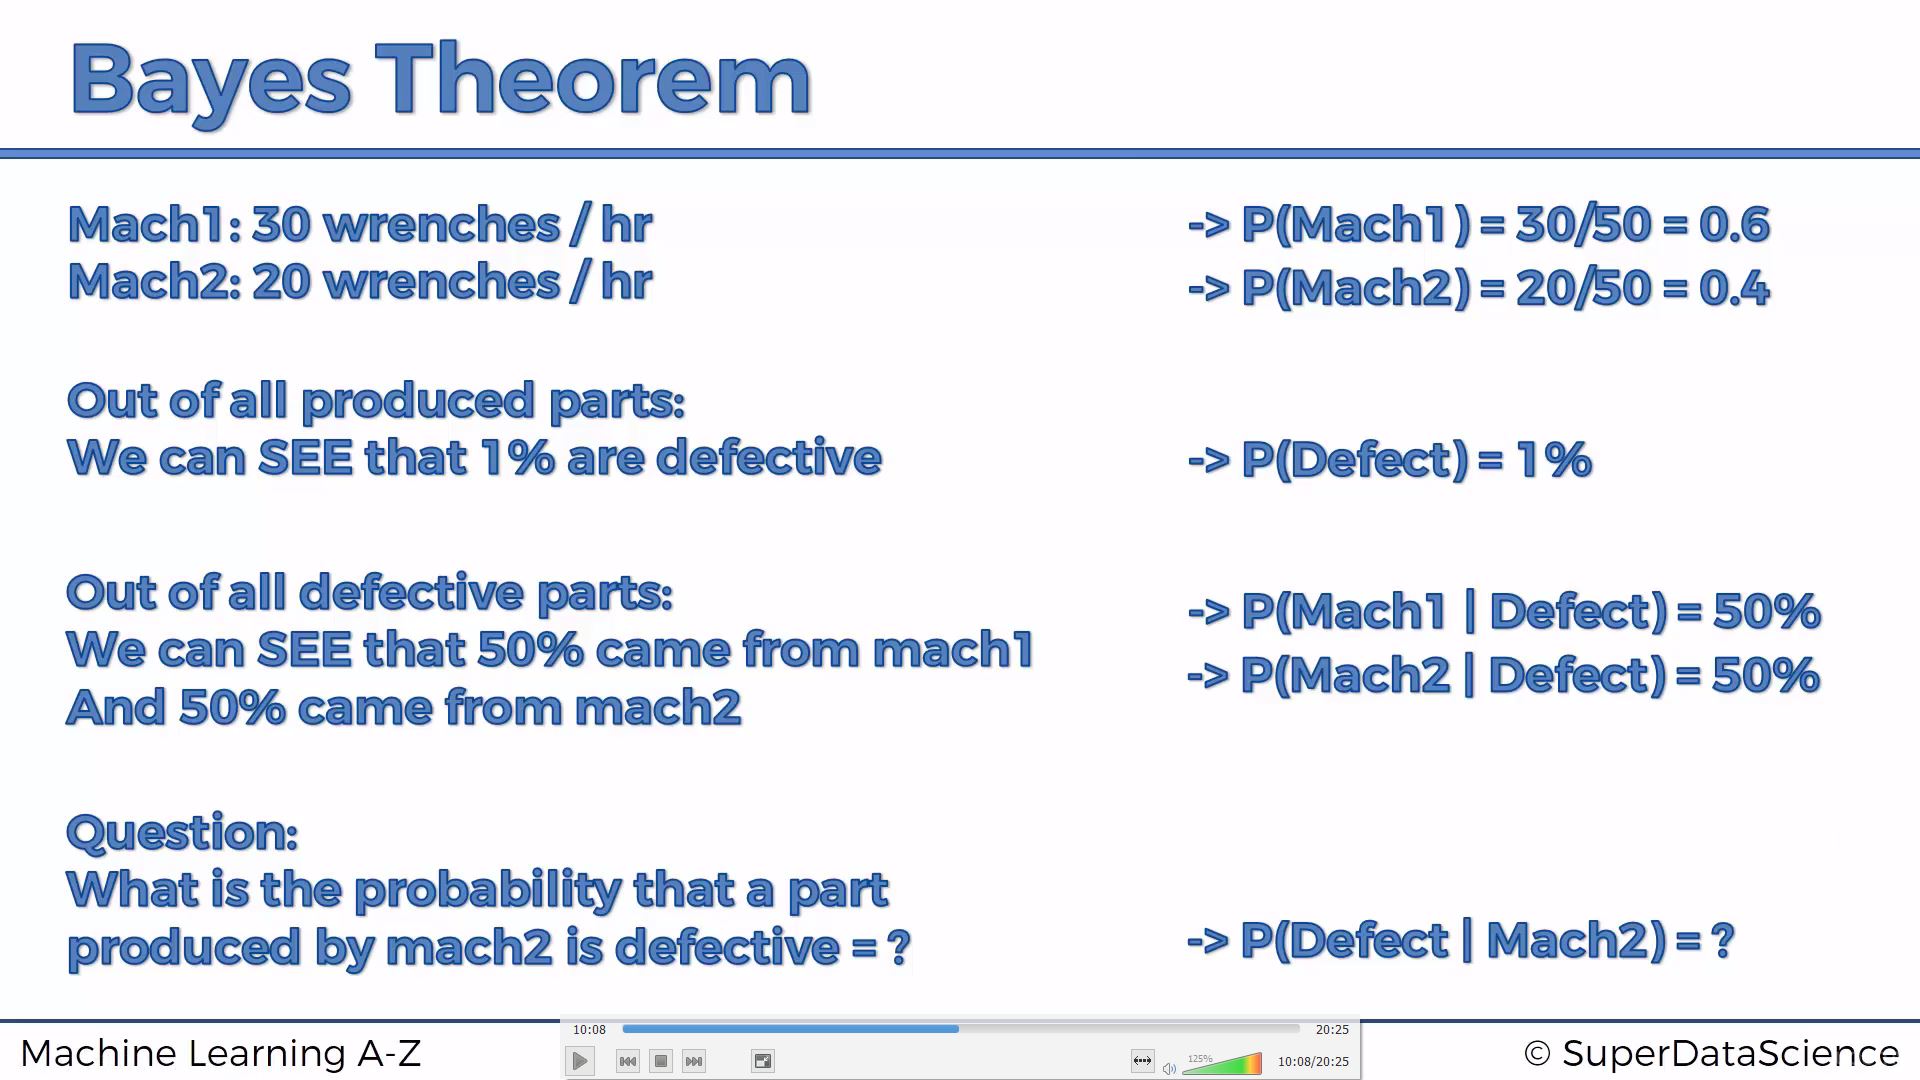 Bayes Theorem
Mach1: 30 wrenches / hr
Mach2: 20 wrenches / hr
-> P(Mach1) = 30/50 = 0.6
-> P(Mach2) = 20/50 = 0.4
Out of all produced parts:
We can SEE that 1% are defective
-> P(Defect) = 1%
Out of all defective parts:
We can SEE that 50% came from mach1
And 50% came from mach2
-> P(Mach1 | Defect) = 50%
-> P(Mach2 | Defect) = 50%
Question:
What is the probability that a part
produced by mach2 is defective = ?
-> P(Defect | Mach2) = ?
Machine Learning A-Z
© SuperDataScience
10:08
20:25
125%
10:08/20:25